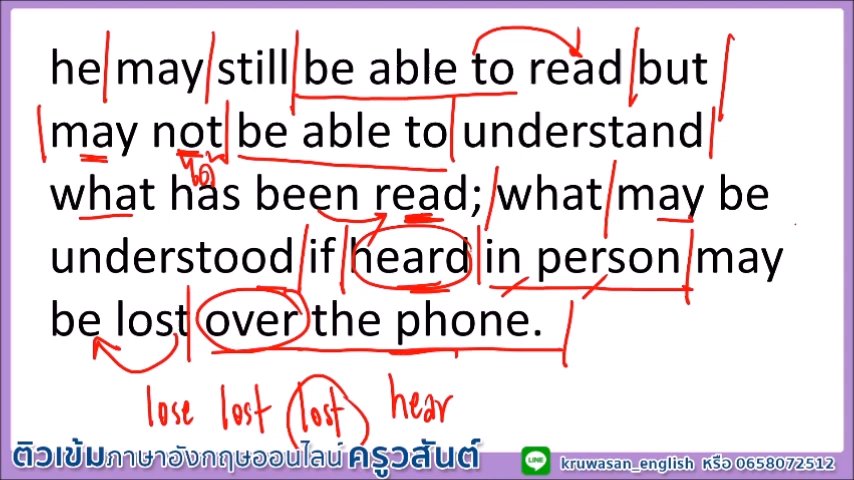 he may still be able to read but
may not be able to understand
what has been read; what may be
understood if heard in person may
be lost over the phone.
lose lost lost hear
ติวเข้มภาษาอังกฤษออนไลน์ ครูวสันต์
LINE kruwasan_english หรือ 0658072512